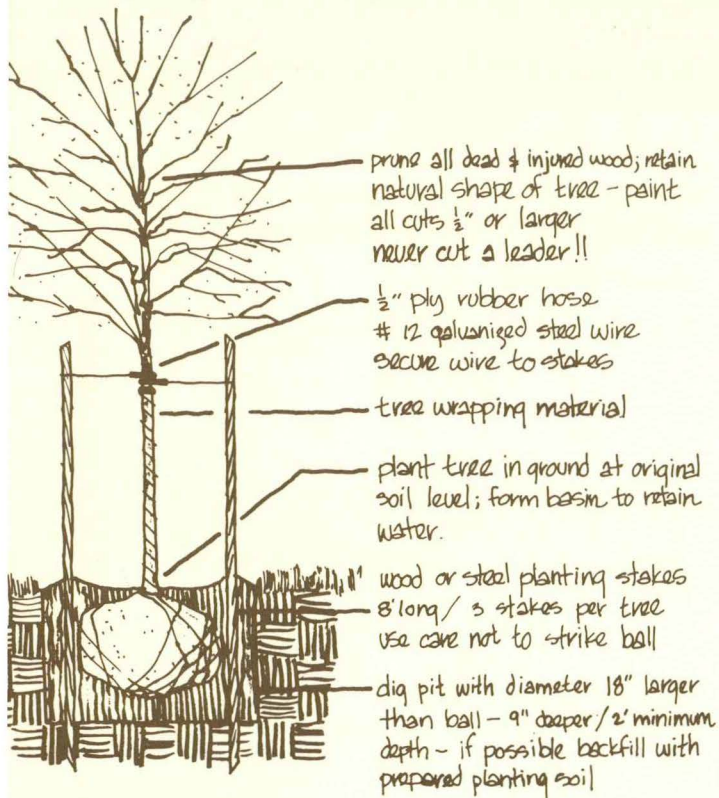 prune all dead & injured wood; retain
natural shape of tree - paint
all cuts ½" or larger
never cut a leader!!
½" ply rubber hose
# 12 galvanized steel wire
secure wire to stakes
tree wrapping material
plant tree in ground at original
soil level; form basin to retain
water.
wood or steel planting stakes
8' long / 3 stakes per tree
use care not to strike ball
dig pit with diameter 18" larger
than ball - 9" deeper / 2' minimum
depth - if possible backfill with
prepared planting soil